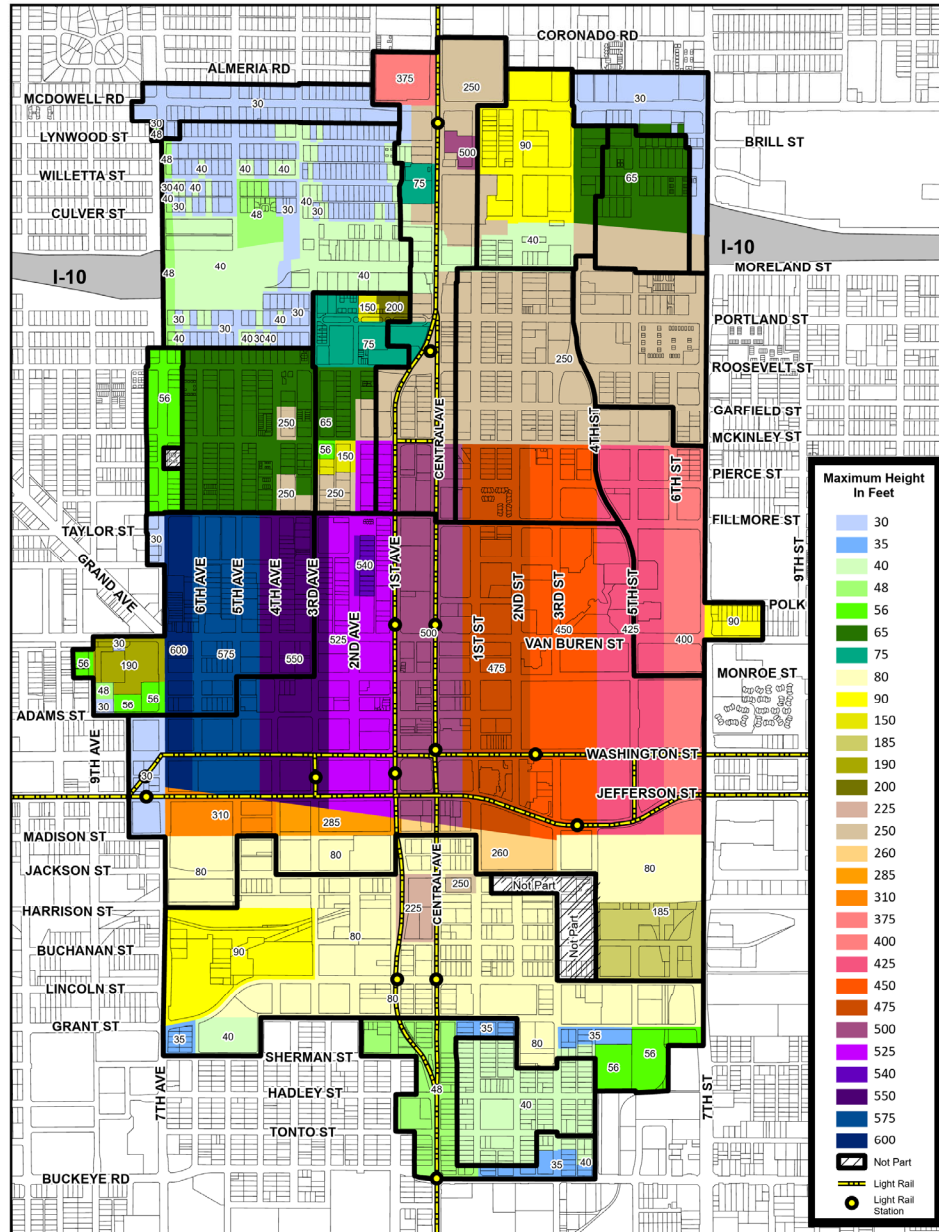 CORONADO RD
ALMERIA RD
375
250
MCDOWELL RD
30
30
90
30
LYNWOOD ST
48
BRILL ST
500
48
WILLETTA ST
40
40
40
75
65
30
40
40
40
40
CULVER ST
30
48
30
30
40
I-10
I-10
48
40
40
MORELAND ST
150
200
30
30
30
PORTLAND ST
40
40
30
40
75
250
ROOSEVELT ST
56
250
65
GARFIELD ST
CENTRAL AVE
4TH ST
MCKINLEY ST
56
150
6TH ST
PIERCE ST
250
250
TAYLOR ST
30
FILLMORE ST
GRAND AVE
6TH AVE
5TH AVE
4TH AVE
3RD AVE
540
1ST AVE
2ND ST
3RD ST
5TH ST
9TH ST
POLK
90
600
575
550
525
2ND AVE
500
1ST ST
475
450
VAN BUREN ST
425
400
30
56
190
48
56
56
30
MONROE ST
ADAMS ST
9TH AVE
WASHINGTON ST
30
JEFFERSON ST
310
285
MADISON ST
80
80
260
80
JACKSON ST
CENTRAL AVE
250
Not Part
HARRISON ST
225
185
80
Not Part
BUCHANAN ST
90
LINCOLN ST
80
GRANT ST
35
40
35
80
35
SHERMAN ST
56
56
48
HADLEY ST
40
7TH AVE
7TH ST
TONTO ST
35
40
BUCKEYE RD
Maximum Height
In Feet
30
35
40
48
56
65
75
80
90
150
185
190
200
225
250
260
285
310
375
400
425
450
475
500
525
540
550
575
600
Not Part
Light Rail
Light Rail
Station